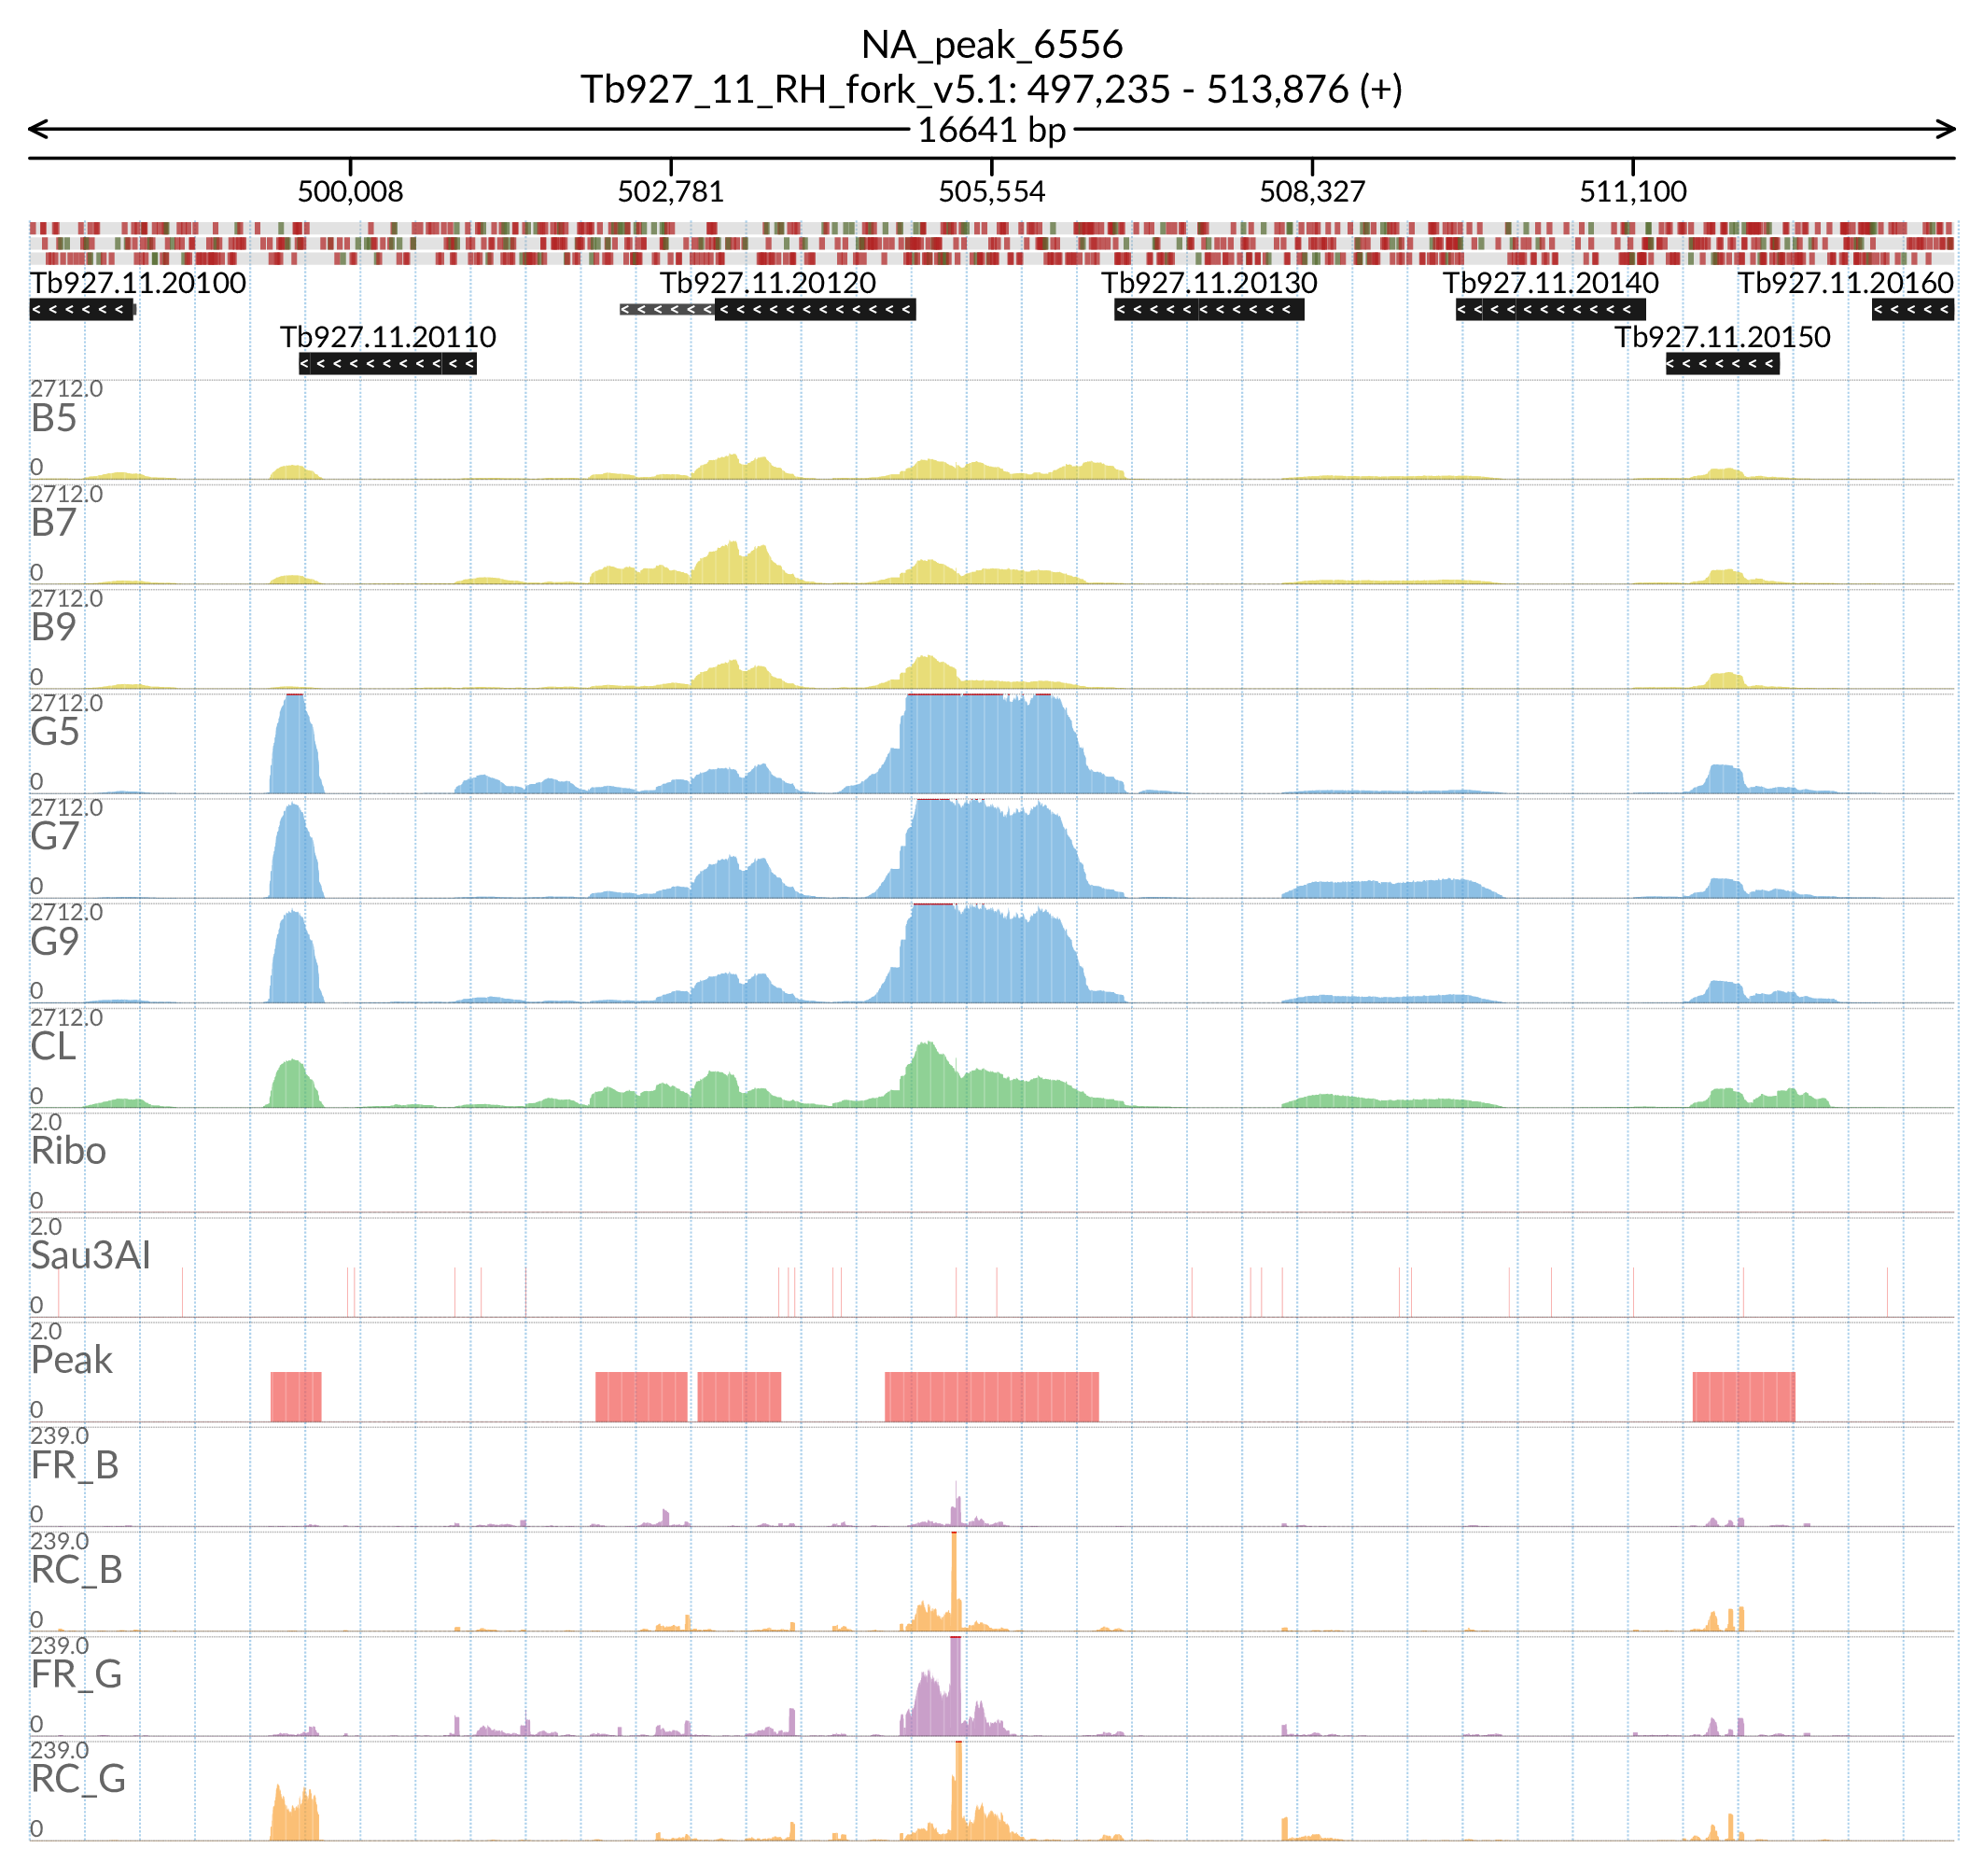 NA_peak_6556
Tb927_11_RH_fork_v5.1: 497,235 - 513,876 (+)
16641 bp
500,008 502,781 505,554 508,327 511,100
Tb927.11.20100 Tb927.11.20120 Tb927.11.20130 Tb927.11.20140 Tb927.11.20160
Tb927.11.20110 Tb927.11.20150
2712.0
B5
0
2712.0
B7
0
2712.0
B9
0
2712.0
G5
0
2712.0
G7
0
2712.0
G9
0
2712.0
CL
0
2.0
Ribo
0
2.0
Sau3AI
0
2.0
Peak
0
239.0
FR_B
0
239.0
RC_B
0
239.0
FR_G
0
239.0
RC_G
0